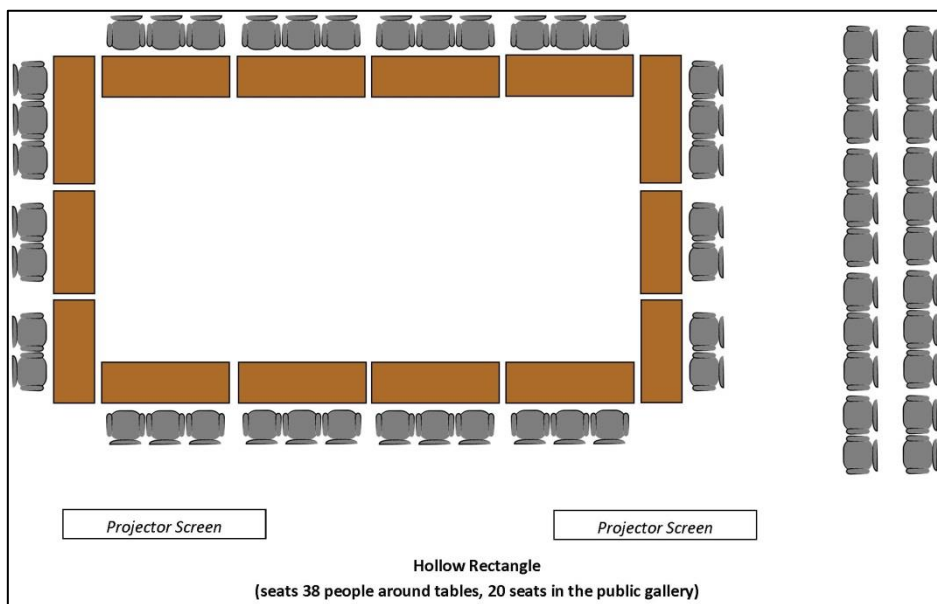 Projector Screen
Projector Screen
Hollow Rectangle
(seats 38 people around tables, 20 seats in the public gallery)